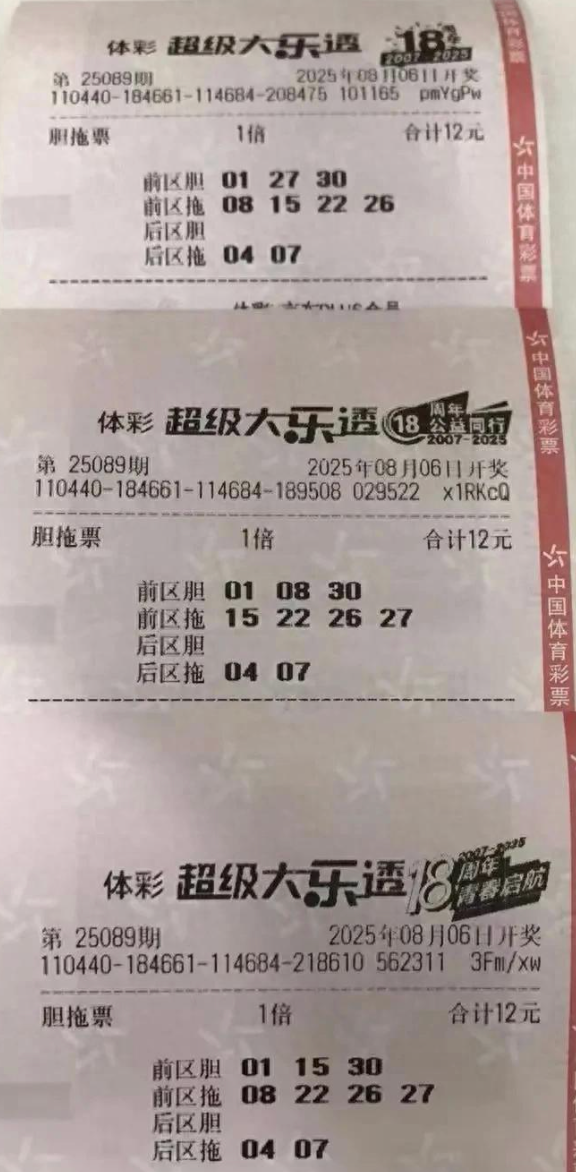 体彩 超级大乐透 18年 2007-2025
第 25089期 2025年08月06日开奖
110440-184661-114684-208475 101165 pmYgPw
胆拖票 1倍 合计12元
前区胆 01 27 30
前区拖 08 15 22 26
后区胆
后区拖 04 07
中国体育彩票
体彩 超级大乐透 18周年 公益同行 2007-2025
第 25089期 2025年08月06日开奖
110440-184661-114684-189508 029522 x1RKcQ
胆拖票 1倍 合计12元
前区胆 01 08 30
前区拖 15 22 26 27
后区胆
后区拖 04 07
中国体育彩票
中国体育彩票
体彩 超级大乐透 18周年 青春启航 2007-2025
第 25089期 2025年08月06日开奖
110440-184661-114684-218610 562311 3Fm/xw
胆拖票 1倍 合计12元
前区胆 01 15 30
前区拖 08 22 26 27
后区胆
后区拖 04 07